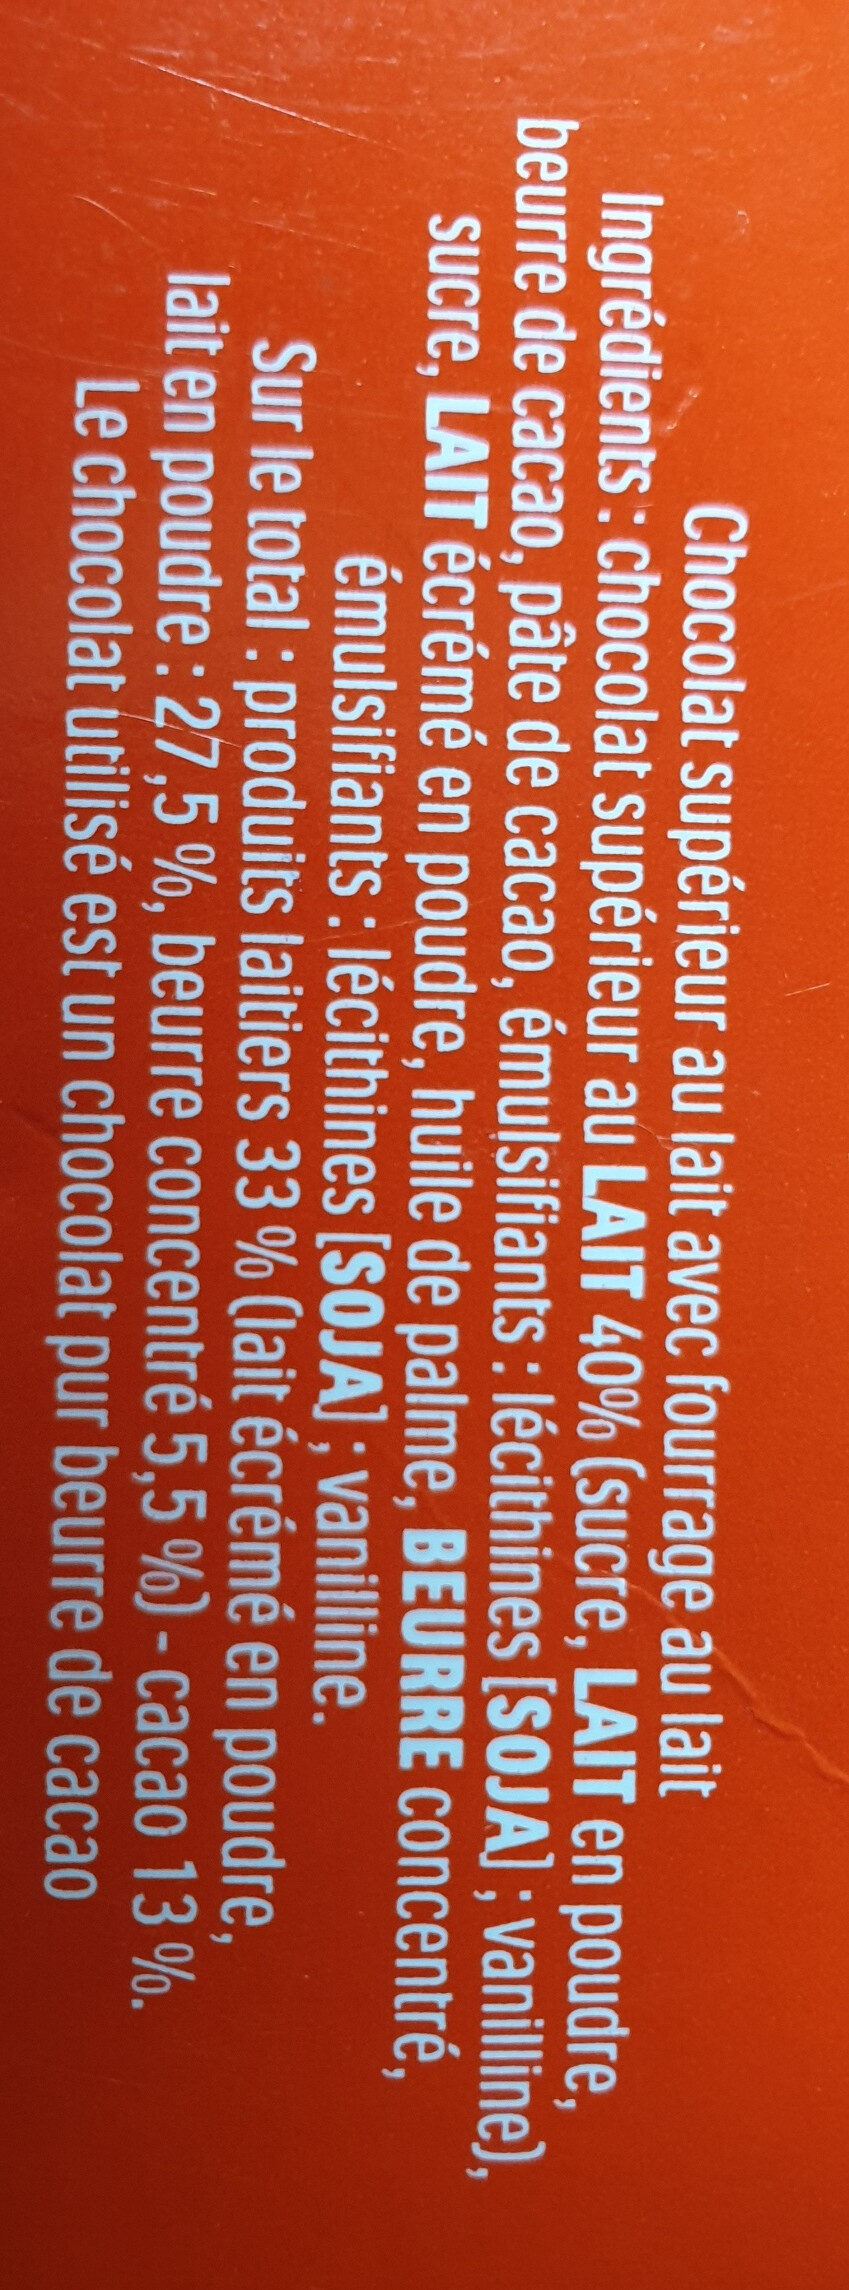 Chocolat supérieur au lait avec fourrage au lait
Ingrédients : chocolat supérieur au LAIT 40% (sucre, LAIT en poudre,
beurre de cacao, pâte de cacao, émulsifiants : lécithines [SOJA] ; vanilline),
sucre, LAIT écrémé en poudre, huile de palme, BEURRE concentré,
émulsifiants : lécithines [SOJA] ; vanilline.
Sur le total : produits laitiers 33 % (lait écrémé en poudre,
lait en poudre : 27,5 %, beurre concentré 5,5 %) - cacao 13 %.
Le chocolat utilisé est un chocolat pur beurre de cacao